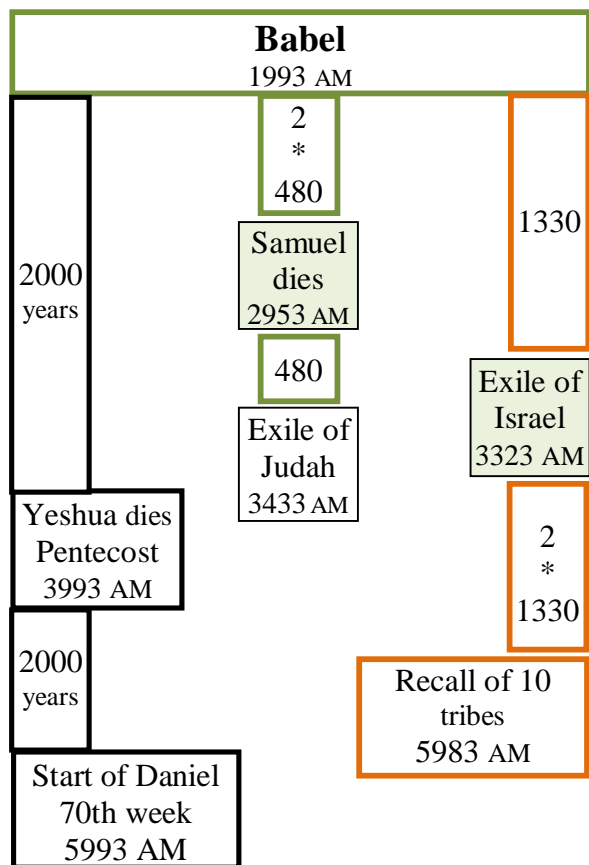 Babel
1993 AM
2000
years
Yeshua dies
Pentecost
3993 AM
2000
years
Start of Daniel
70th week
5993 AM
2
*
480
Samuel
dies
2953 AM
480
Exile of
Judah
3433 AM
1330
Exile of
Israel
3323 AM
2
*
1330
Recall of 10
tribes
5983 AM